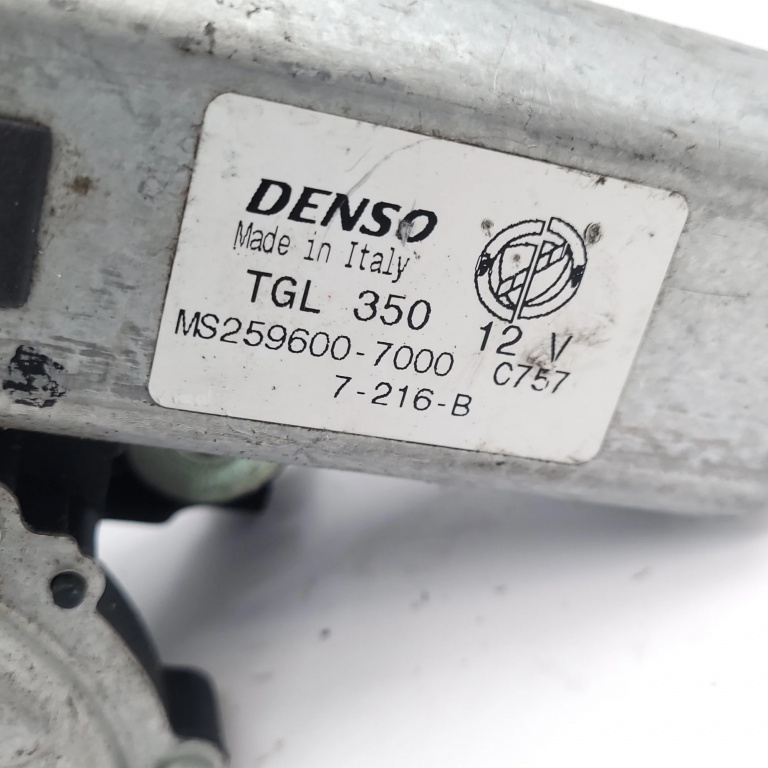 DENSO
Made in Italy
TGL 350
12 V
MS259600-7000
C757
7-216-B